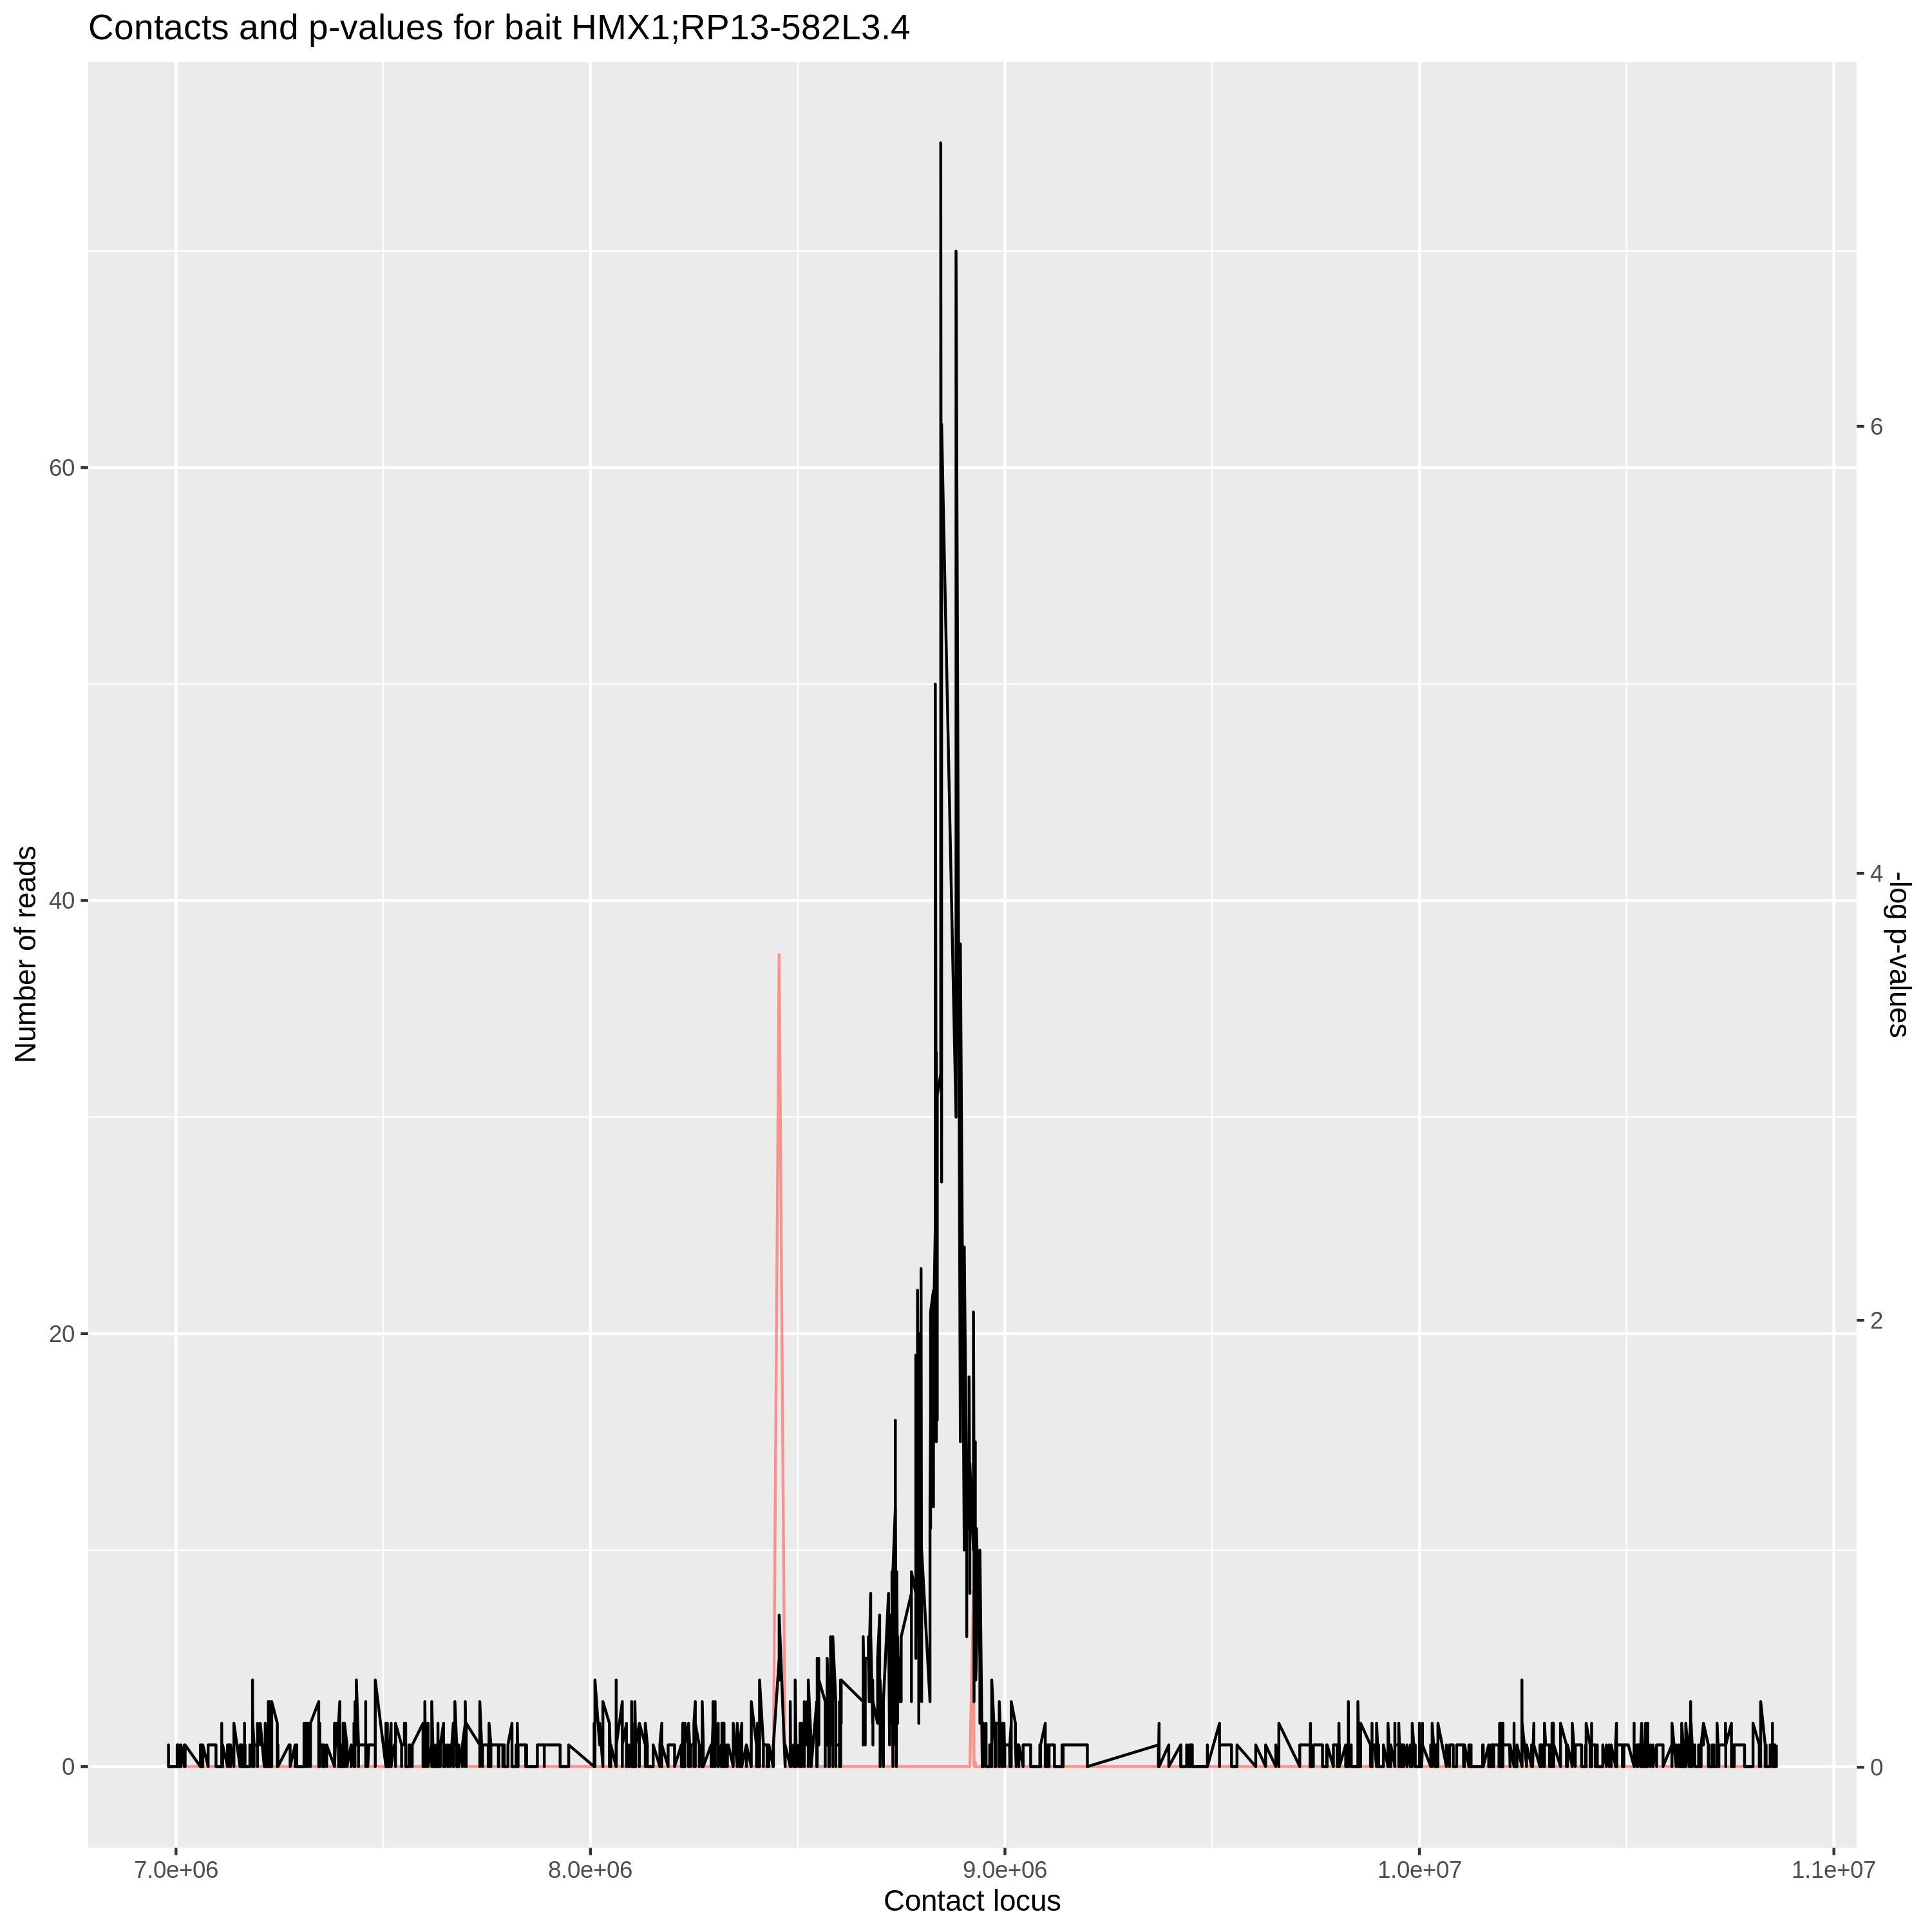 Contacts and p-values for bait HMX1;RP13-582L3.4
Number of reads
60
40
20
0
6
4
2
0
-log p-values
7.0e+06
8.0e+06
9.0e+06
1.0e+07
1.1e+07
Contact locus